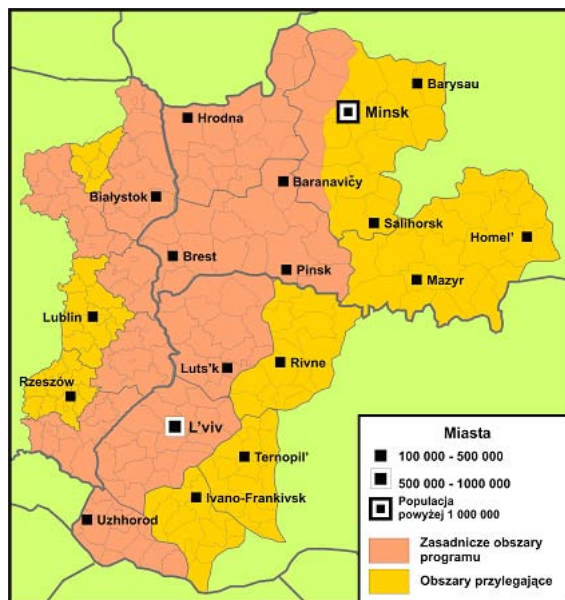 Barysau
Minsk
Hrodna
Baranavičy
Białystok
Salihorsk
Homel'
Brest
Pinsk
Mazyr
Lublin
Rivne
Luts'k
Rzeszów
L'viv
Ternopil'
Ivano-Frankivsk
Uzhhorod
Miasta
100 000 - 500 000
500 000 - 1000 000
Populacja
powyżej 1 000 000
Zasadnicze obszary
programu
Obszary przylegające